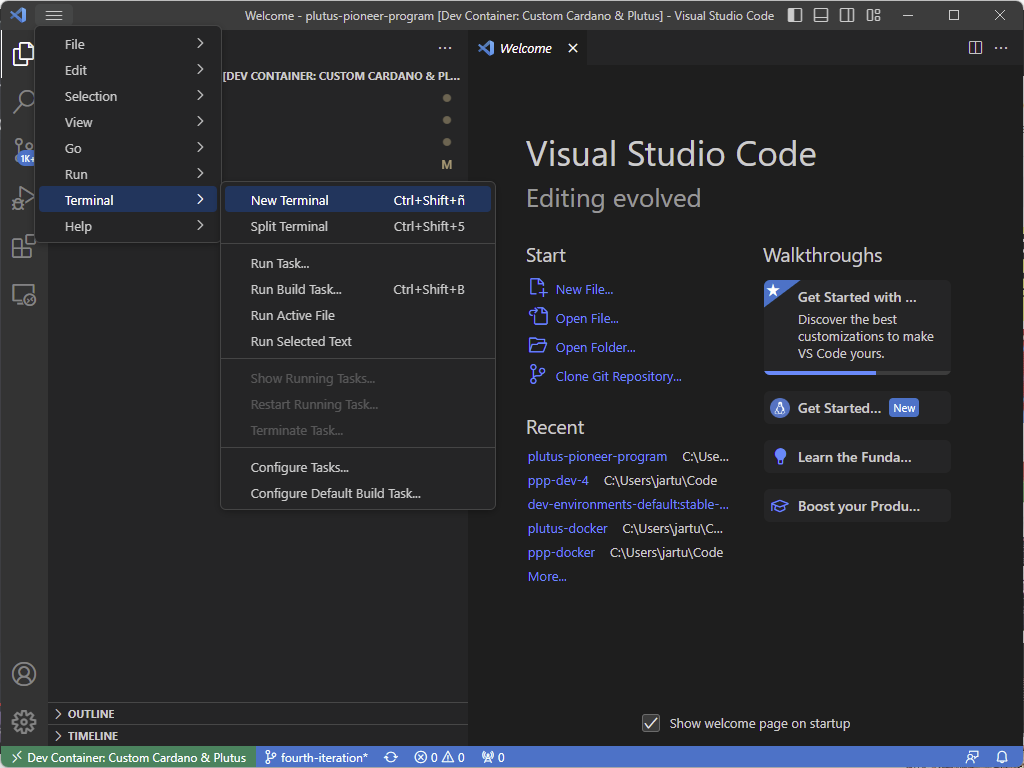 Welcome - plutus-pioneer-program [Dev Container: Custom Cardano & Plutus] - Visual Studio Code
File
Edit
Selection
View
Go
Run
Terminal
Help
1K+
[DEV CONTAINER: CUSTOM CARDANO & PL...
M
New Terminal Ctrl+Shift+ñ
Split Terminal Ctrl+Shift+5
Run Task...
Run Build Task... Ctrl+Shift+B
Run Active File
Run Selected Text
Show Running Tasks...
Restart Running Task...
Terminate Task...
Configure Tasks...
Configure Default Build Task...
OUTLINE
TIMELINE
Welcome
Visual Studio Code
Editing evolved
Start
New File...
Open File...
Open Folder...
Clone Git Repository...
Recent
plutus-pioneer-program C:\Use...
ppp-dev-4 C:\Users\jartu\Code
dev-environments-default:stable-...
plutus-docker C:\Users\jartu\C...
ppp-docker C:\Users\jartu\Code
More...
Walkthroughs
Get Started with ...
Discover the best
customizations to make
VS Code yours.
Get Started... New
Learn the Funda...
Boost your Produ...
Show welcome page on startup
Dev Container: Custom Cardano & Plutus fourth-iteration* 0 0 0